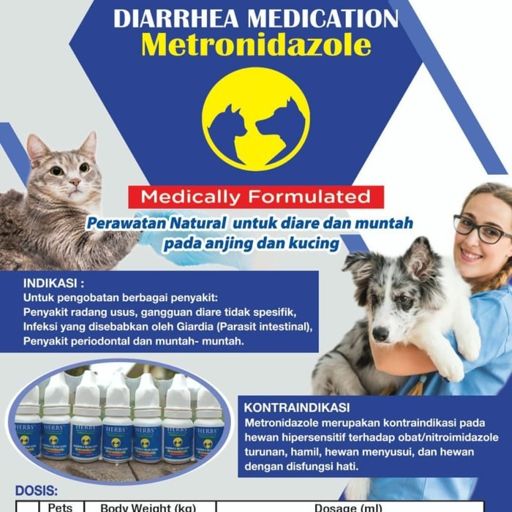 DIARRHEA MEDICATION
Metronidazole
Medically Formulated
Perawatan Natural untuk diare dan muntah
pada anjing dan kucing
INDIKASI :
Untuk pengobatan berbagai penyakit:
Penyakit radang usus, gangguan diare tidak spesifik,
Infeksi yang disebabkan oleh Giardia (Parasit intestinal),
Penyakit periodontal dan muntah- muntah.
HERBS
KONTRAINDIKASI
Metronidazole merupakan kontraindikasi pada
hewan hipersensitif terhadap obat/nitroimidazole
turunan, hamil, hewan menyusui, dan hewan
dengan disfungsi hati.
DOSIS:
Pets Body Weight (kg) Dosage (ml)